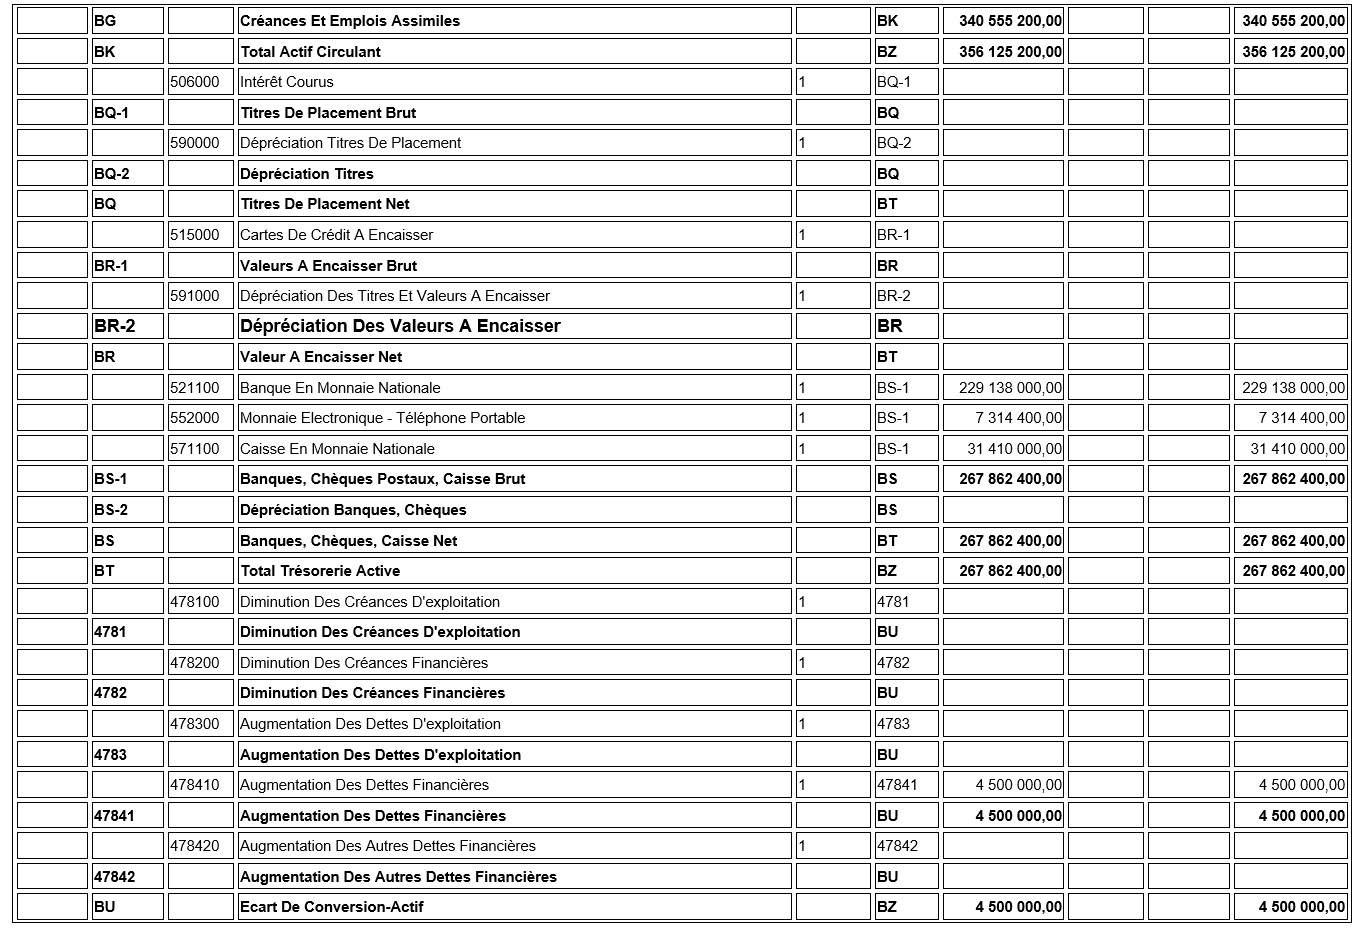 BG Créances Et Emplois Assimiles BK 340 555 200,00 340 555 200,00
BK Total Actif Circulant BZ 356 125 200,00 356 125 200,00
506000 Intérêt Courus 1 BQ-1
BQ-1 Titres De Placement Brut BQ
590000 Dépréciation Titres De Placement 1 BQ-2
BQ-2 Dépréciation Titres BQ
BQ Titres De Placement Net BT
515000 Cartes De Crédit A Encaisser 1 BR-1
BR-1 Valeurs A Encaisser Brut BR
591000 Dépréciation Des Titres Et Valeurs A Encaisser 1 BR-2
BR-2 Dépréciation Des Valeurs A Encaisser BR
BR Valeur A Encaisser Net BT
521100 Banque En Monnaie Nationale 1 BS-1 229 138 000,00 229 138 000,00
552000 Monnaie Electronique - Téléphone Portable 1 BS-1 7 314 400,00 7 314 400,00
571100 Caisse En Monnaie Nationale 1 BS-1 31 410 000,00 31 410 000,00
BS-1 Banques, Chèques Postaux, Caisse Brut BS 267 862 400,00 267 862 400,00
BS-2 Dépréciation Banques, Chèques BS
BS Banques, Chèques, Caisse Net BT 267 862 400,00 267 862 400,00
BT Total Trésorerie Active BZ 267 862 400,00 267 862 400,00
478100 Diminution Des Créances D'exploitation 1 4781
4781 Diminution Des Créances D'exploitation BU
478200 Diminution Des Créances Financières 1 4782
4782 Diminution Des Créances Financières BU
478300 Augmentation Des Dettes D'exploitation 1 4783
4783 Augmentation Des Dettes D'exploitation BU
478410 Augmentation Des Dettes Financières 1 47841 4 500 000,00 4 500 000,00
47841 Augmentation Des Dettes Financières BU 4 500 000,00 4 500 000,00
478420 Augmentation Des Autres Dettes Financières 1 47842
47842 Augmentation Des Autres Dettes Financières BU
BU Ecart De Conversion-Actif BZ 4 500 000,00 4 500 000,00